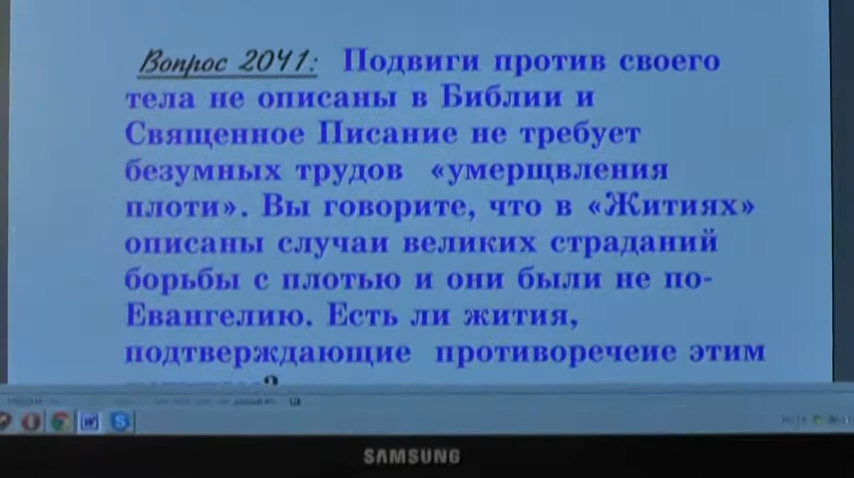 Вопрос 2041: Подвиги против своего
тела не описаны в Библии и
Священное Писание не требует
безумных трудов «умерщвления
плоти». Вы говорите, что в «Житиях»
описаны случаи великих страданий
борьбы с плотью и они были не по-
Евангелию. Есть ли жития,
подтверждающие противоречеие этим
SAMSUNG